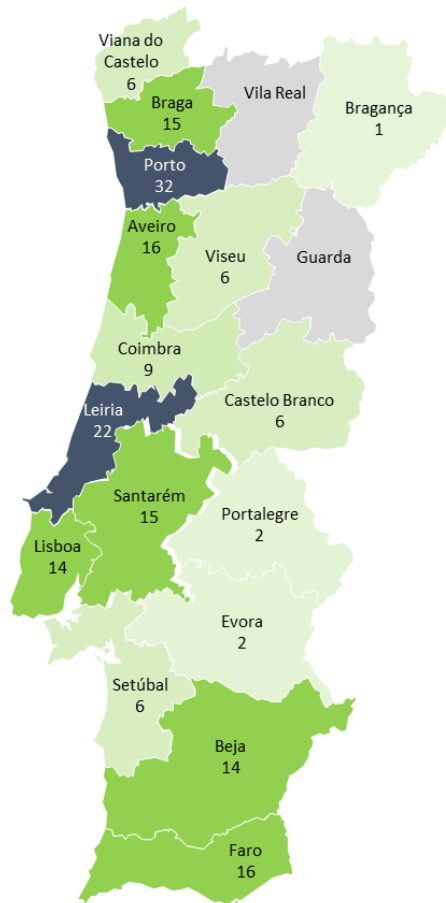 Viana do
Castelo
6
Braga
15
Vila Real
Bragança
1
Porto
32
Aveiro
16
Viseu
6
Guarda
Coimbra
9
Leiria
22
Castelo Branco
6
Santarém
15
Portalegre
2
Lisboa
14
Evora
2
Setúbal
6
Beja
14
Faro
16